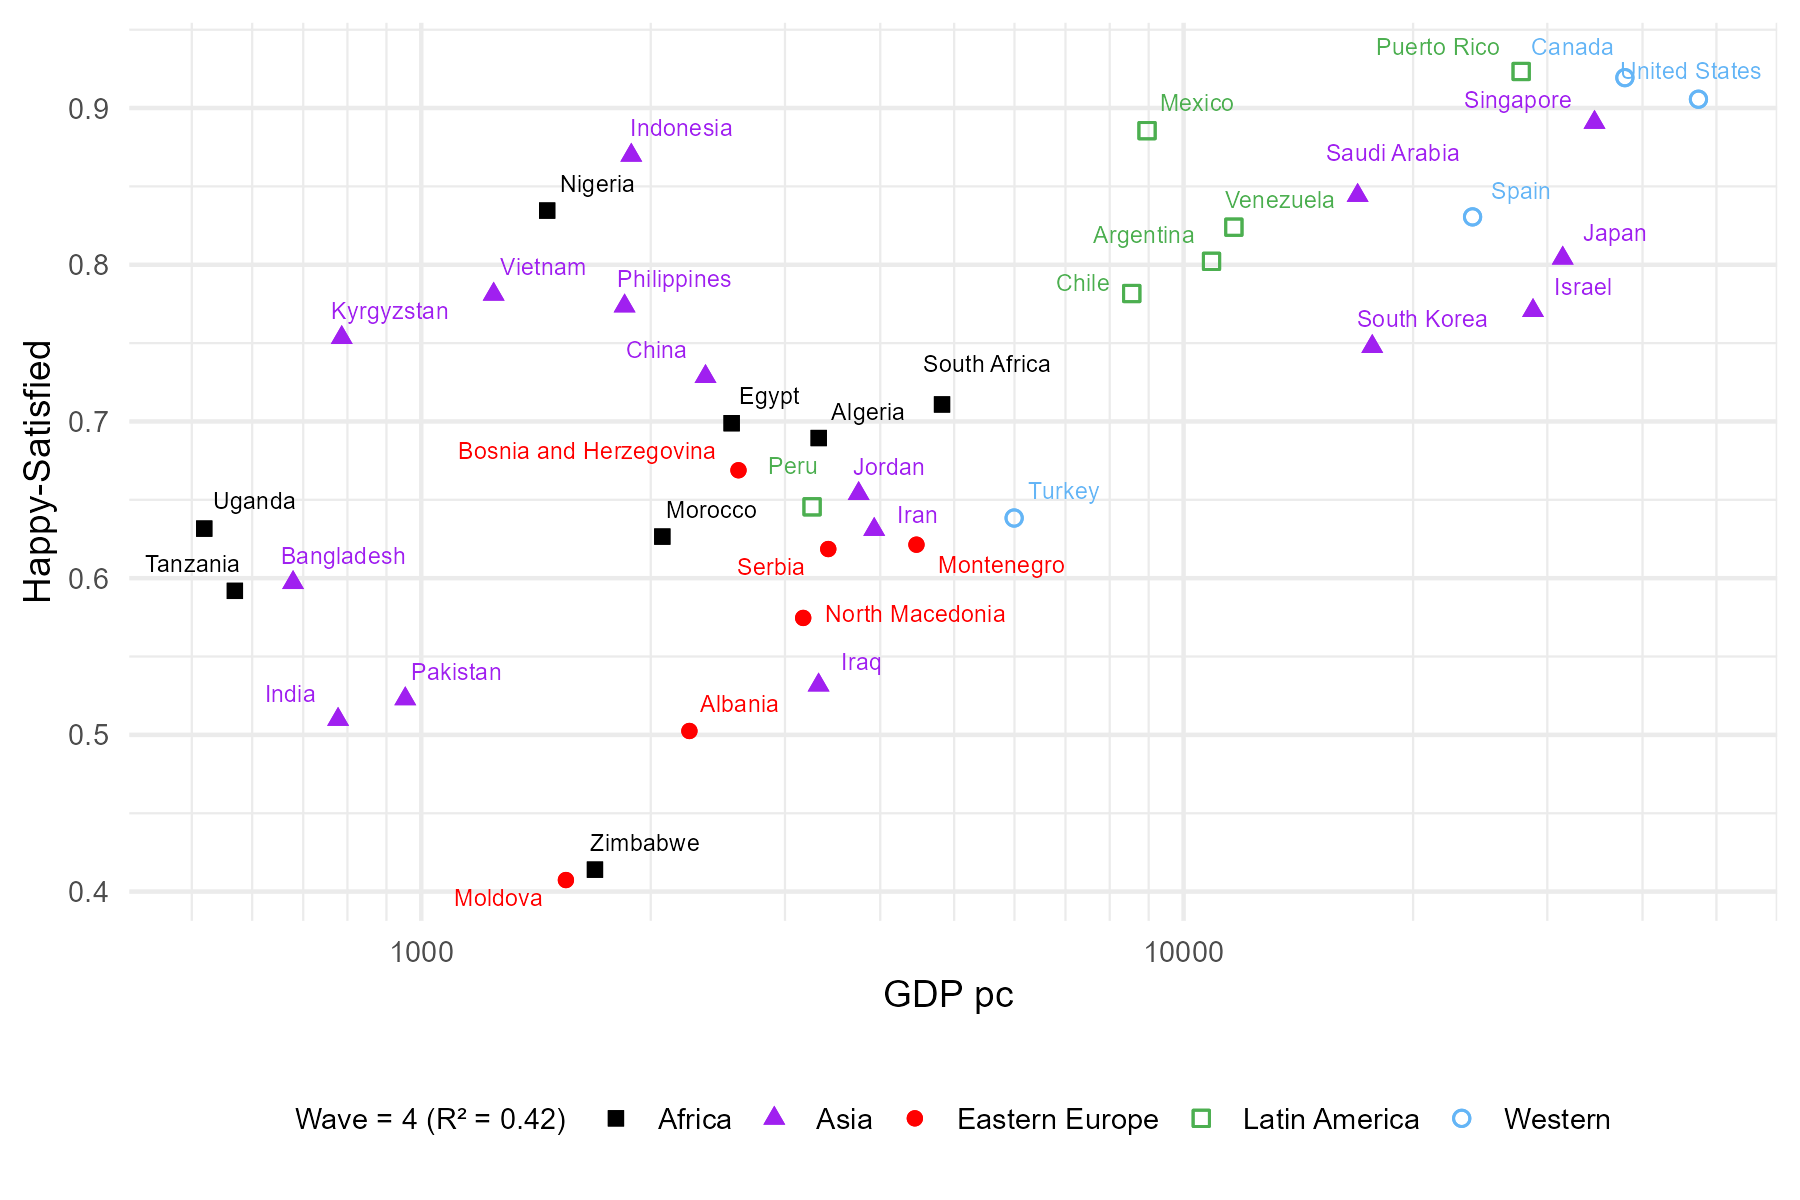 Puerto Rico
Canada
United States
Singapore
Mexico
Indonesia
Saudi Arabia
Nigeria
Spain
Venezuela
Argentina
Japan
Vietnam
Philippines
Chile
Israel
Kyrgyzstan
South Korea
China
South Africa
Egypt
Algeria
Bosnia and Herzegovina
Peru
Jordan
Turkey
Uganda
Morocco
Iran
Tanzania
Bangladesh
Serbia
Montenegro
North Macedonia
Iraq
Pakistan
India
Albania
Zimbabwe
Moldova
0.9
0.8
0.7
0.6
0.5
0.4
Happy-Satisfied
1000
10000
GDP pc
Wave = 4 (R² = 0.42) Africa Asia Eastern Europe Latin America Western